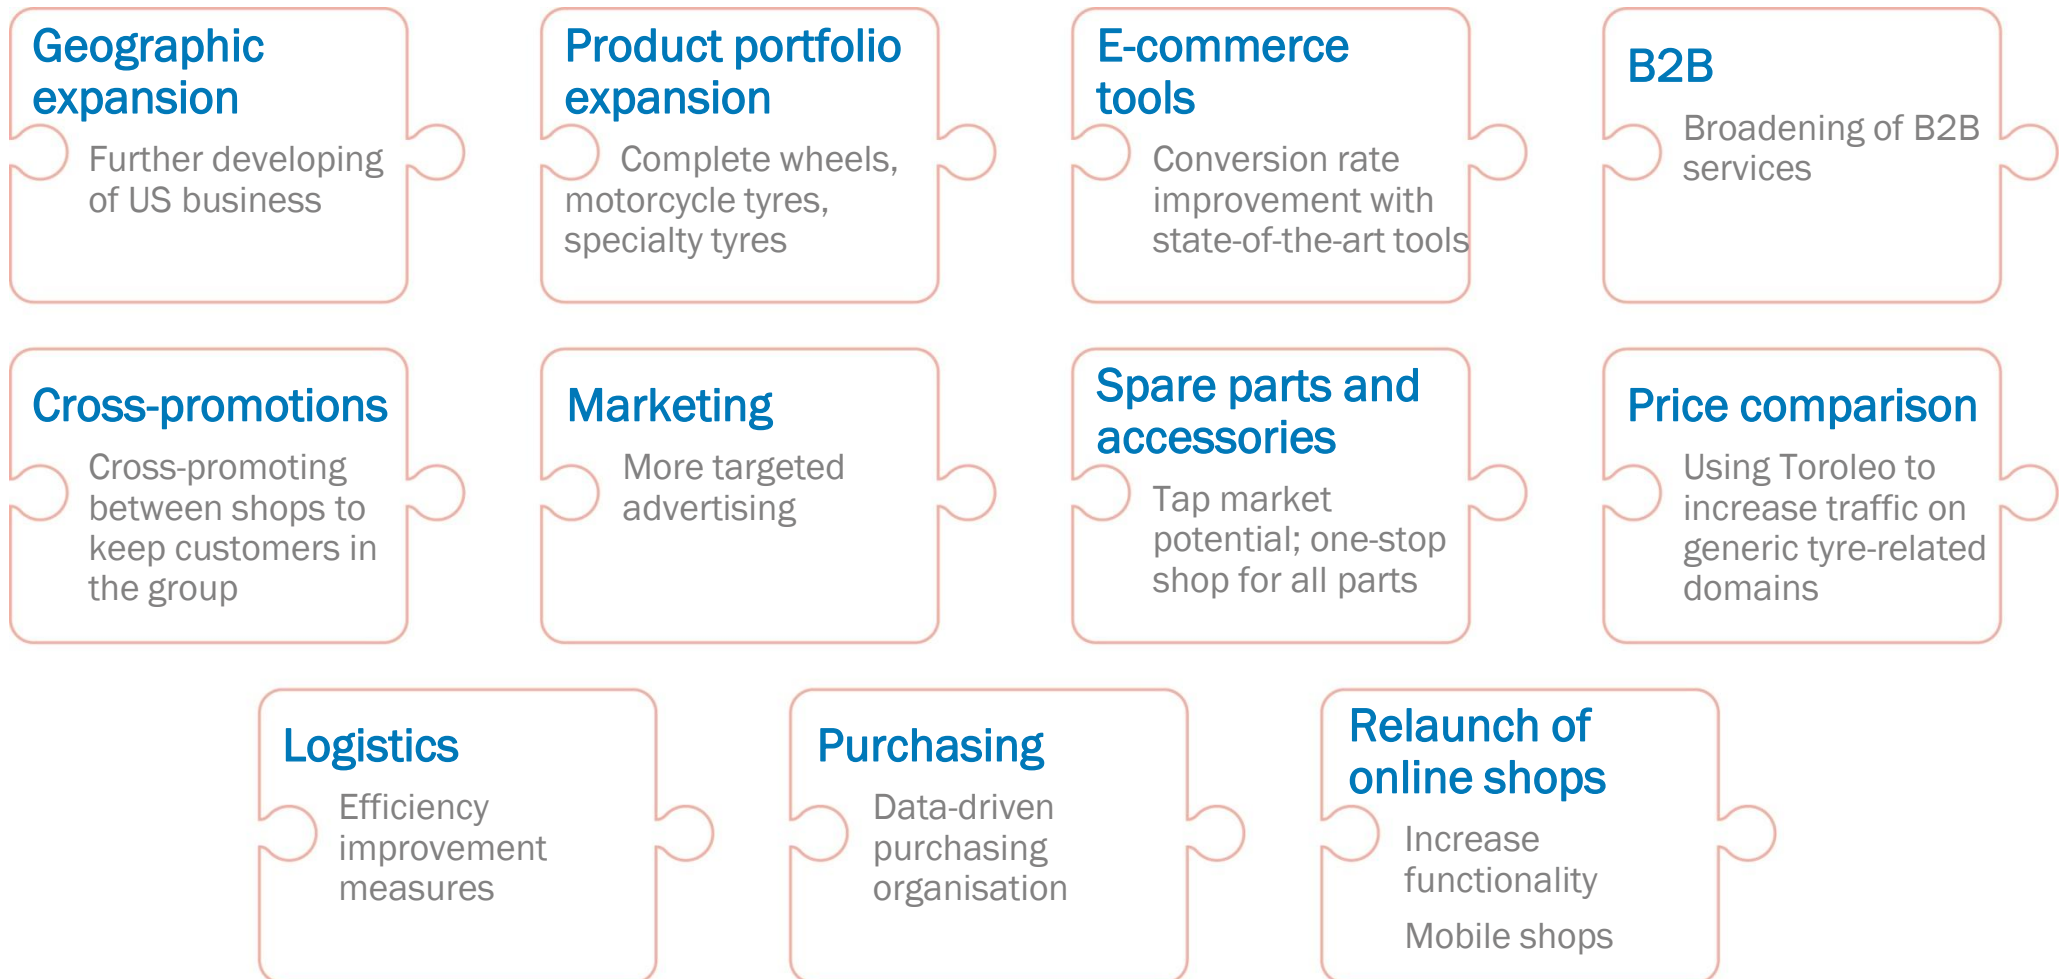 Geographic
expansion
Further developing
of US business
Product portfolio
expansion
Complete wheels,
motorcycle tyres,
specialty tyres
E-commerce
tools
Conversion rate
improvement with
state-of-the-art tools
B2B
Broadening of B2B
services
Cross-promotions
Cross-promoting
between shops to
keep customers in
the group
Marketing
More targeted
advertising
Spare parts and
accessories
Tap market
potential; one-stop
shop for all parts
Price comparison
Using Toroleo to
increase traffic on
generic tyre-related
domains
Logistics
Efficiency
improvement
measures
Purchasing
Data-driven
purchasing
organisation
Relaunch of
online shops
Increase
functionality
Mobile shops